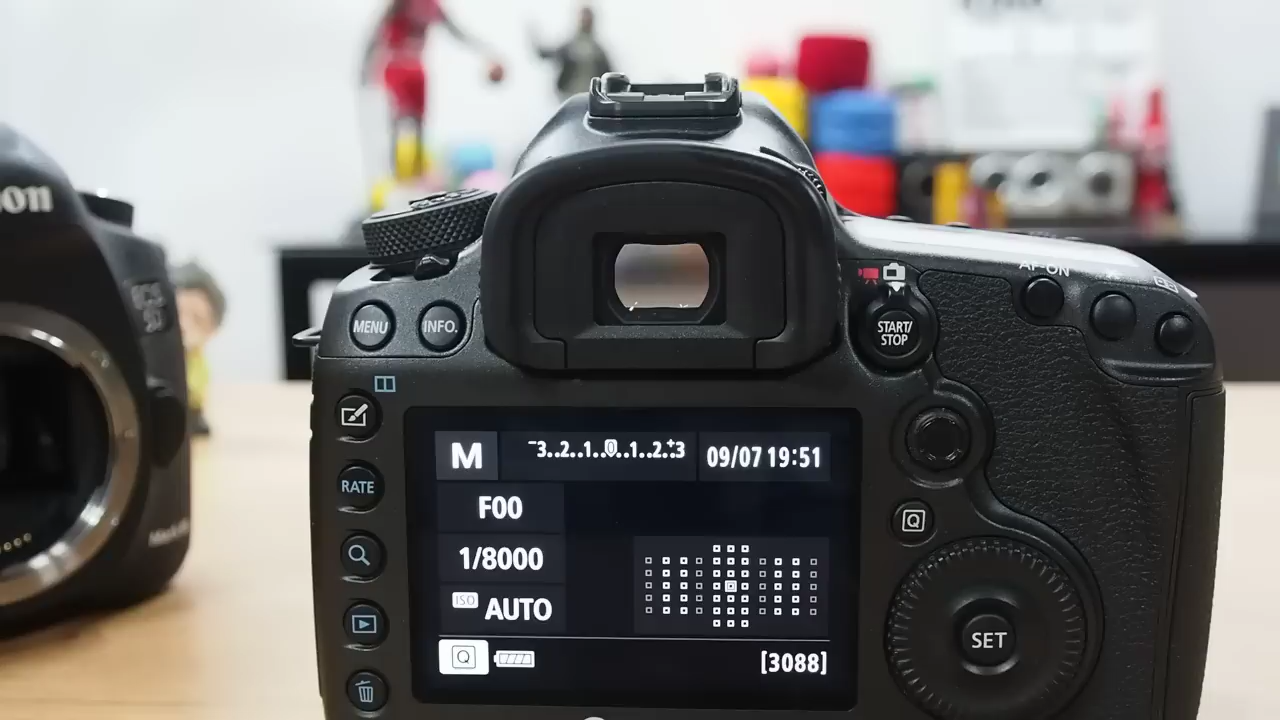 MENU
INFO.
START/
STOP
AF-ON
RATE
M
-3..2..1..0..1..2..+3
09/07 19:51
F00
1/8000
ISO AUTO
Q
[3088]
Q
SET